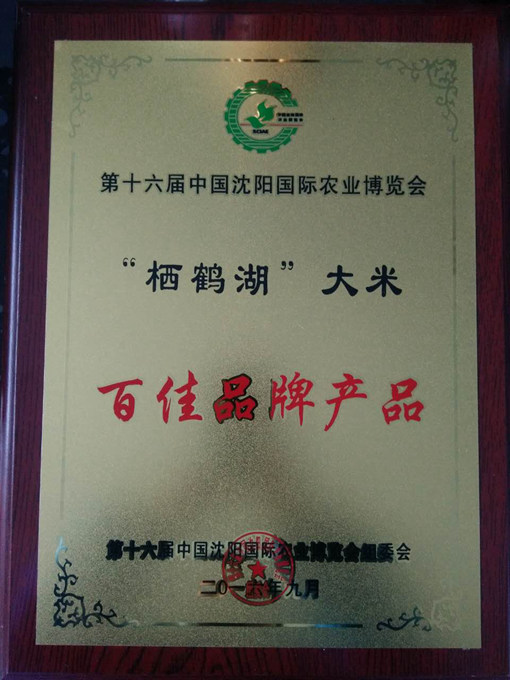 SCIAE
第十六届中国沈阳国际农业博览会
“栖鹤湖”大米
百佳品牌产品
第十六届中国沈阳国际农业博览会组委会
二〇一六年九月